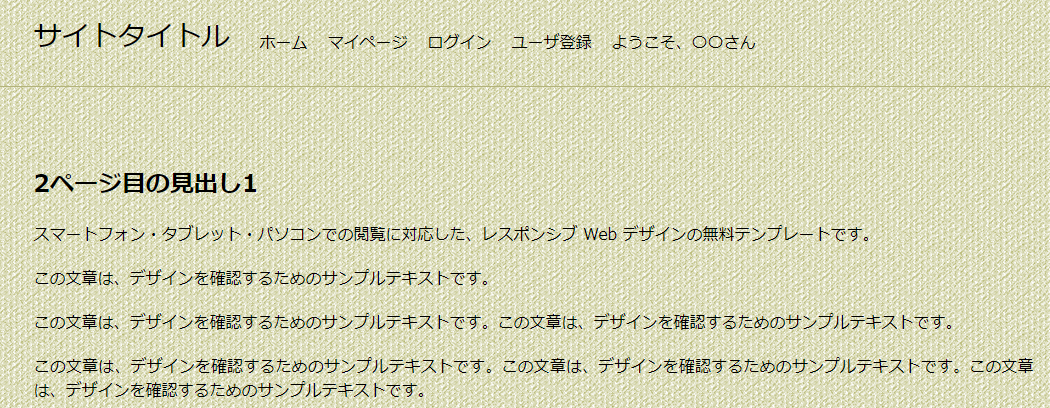 サイトタイトル ホーム マイページ ログイン ユーザ登録 ようこそ、〇〇さん
2ページ目の見出し1
スマートフォン・タブレット・パソコンでの閲覧に対応した、レスポンシブ Web デザインの無料テンプレートです。
この文章は、デザインを確認するためのサンプルテキストです。
この文章は、デザインを確認するためのサンプルテキストです。この文章は、デザインを確認するためのサンプルテキストです。
この文章は、デザインを確認するためのサンプルテキストです。この文章は、デザインを確認するためのサンプルテキストです。この文章
は、デザインを確認するためのサンプルテキストです。